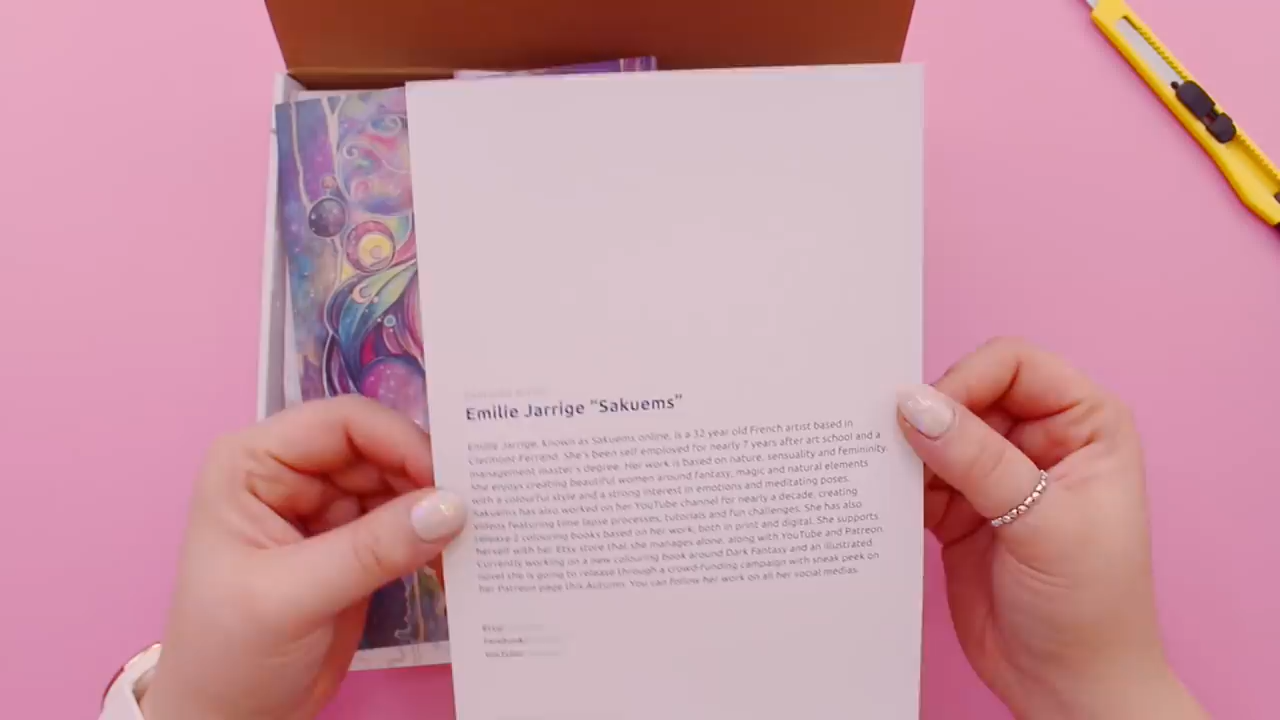 Emilie Jarrige "Sakuems"
Emilie Jarrige, known as Sakuems online, is a 32 year old French artist based in
Clermont Ferrand. She's been self employed for nearly 7 years after art school and a
management master's degree. Her work is based on nature, sensuality and femininity.
She enjoys creating beautiful women around fantasy, magic and natural elements
with a colourful style and a strong interest in emotions and meditating poses.
Sakuems has also worked on her YouTube channel for nearly a decade, creating
videos featuring time lapse processes, tutorials and fun challenges. She has also
release 2 colouring books based on her work, both in print and digital. She supports
herself with her Etsy store that she manages alone, along with YouTube and Patreon.
Currently working on a new colouring book around Dark Fantasy and an illustrated
novel she is going to release through a crowd-funding campaign with sneak peek on
her Patreon page this Autumn. You can follow her work on all her social medias.
Etsy:
Facebook:
YouTube: